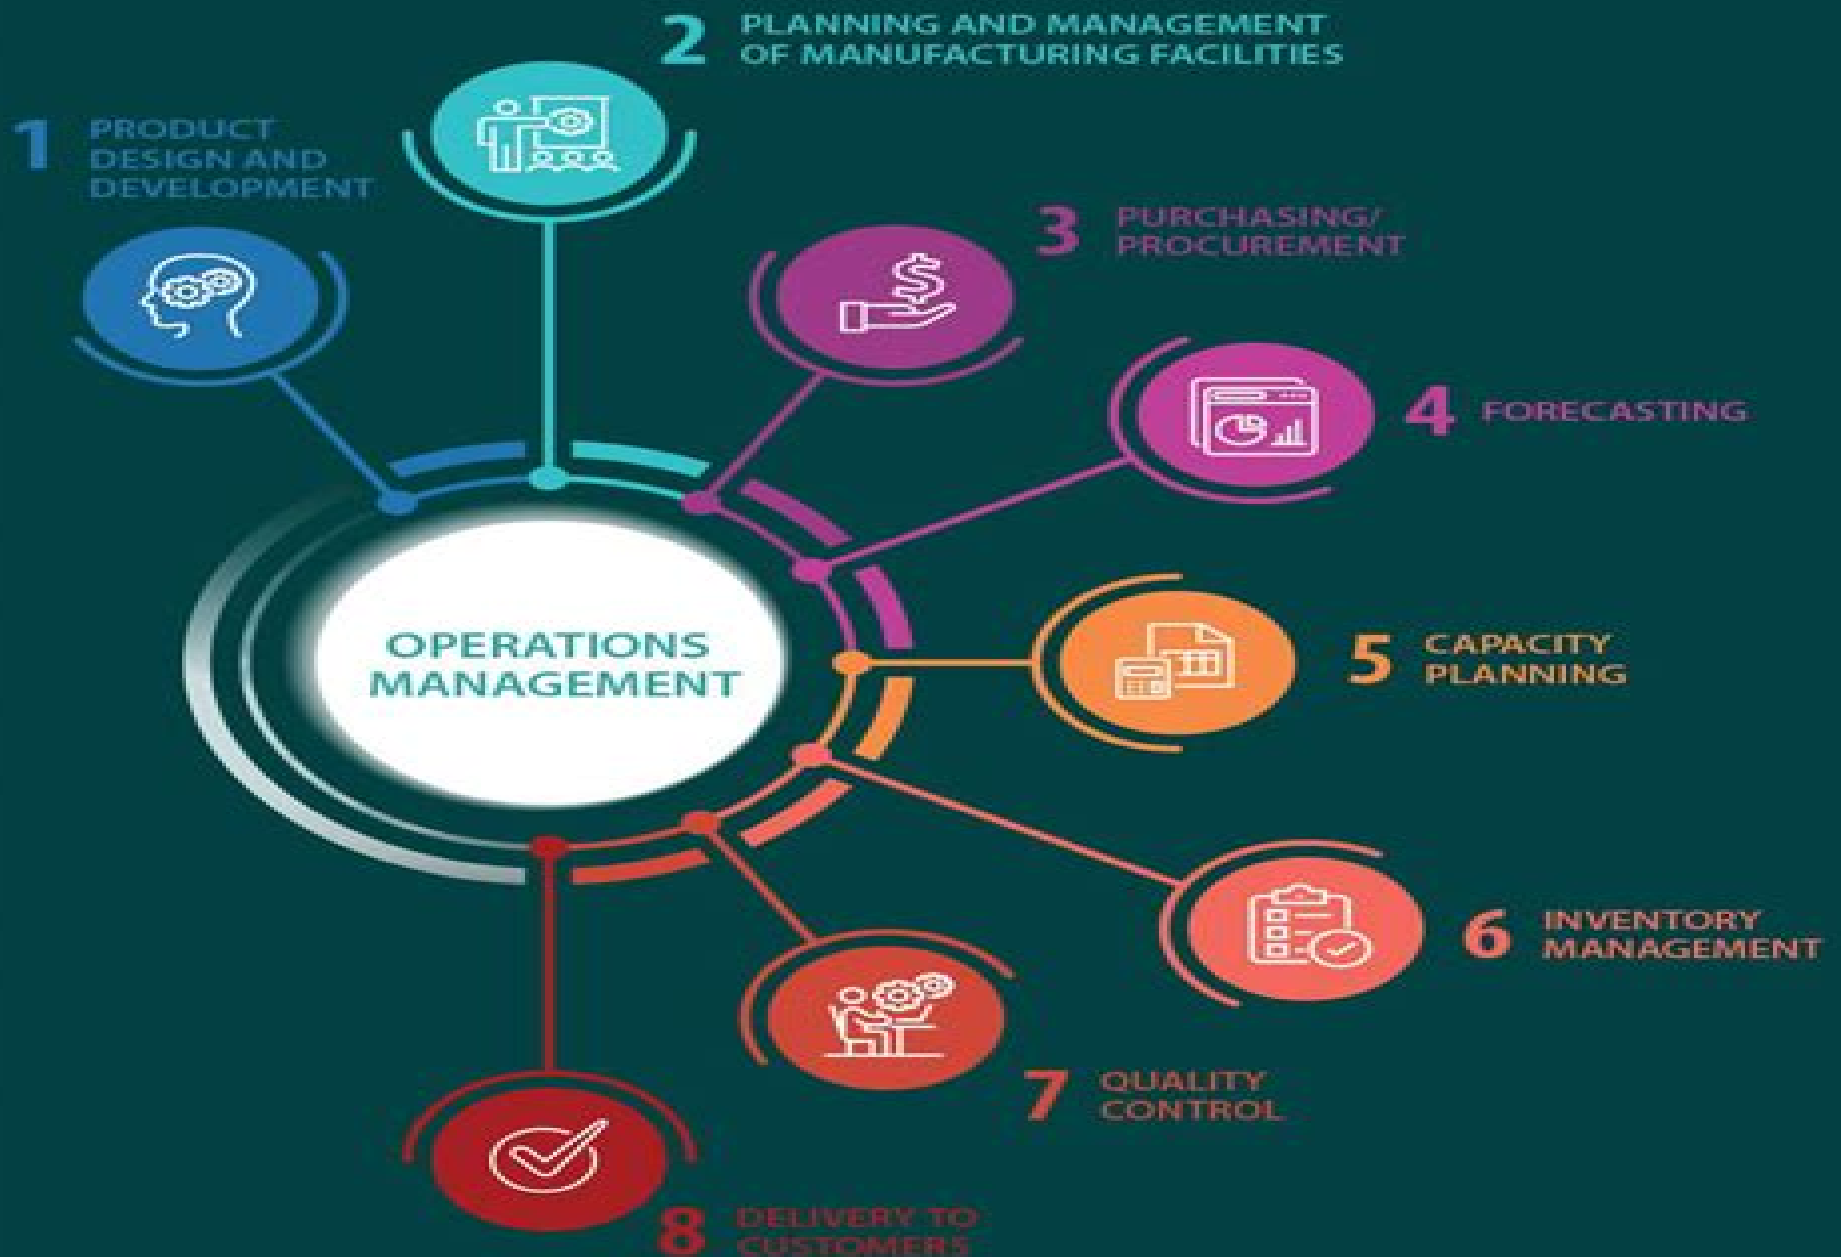 1 PRODUCT
DESIGN AND
DEVELOPMENT
2 PLANNING AND MANAGEMENT
OF MANUFACTURING FACILITIES
3 PURCHASING/
PROCUREMENT
4 FORECASTING
OPERATIONS
MANAGEMENT
5 CAPACITY
PLANNING
6 INVENTORY
MANAGEMENT
7 QUALITY
CONTROL
8 DELIVERY TO
CUSTOMERS